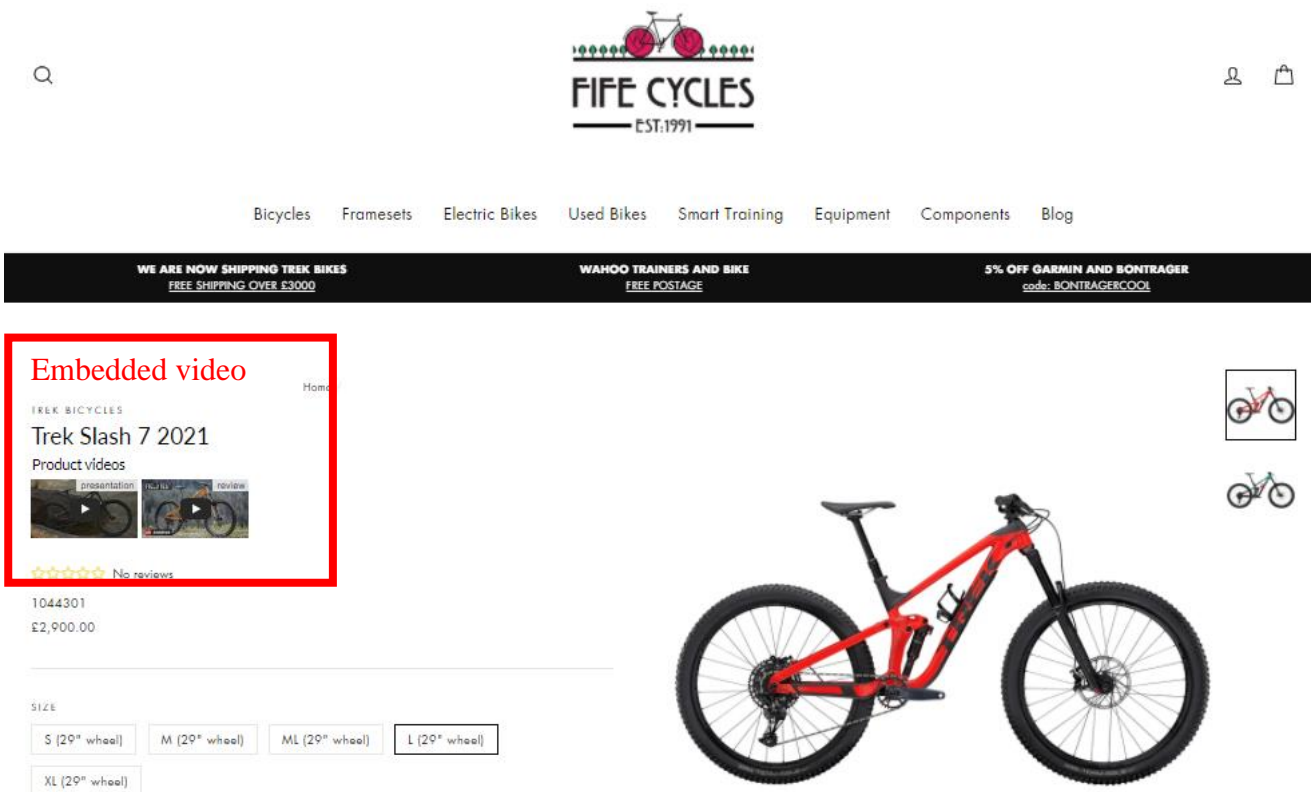 FIFE CYCLES
EST:1991
Bicycles Framesets Electric Bikes Used Bikes Smart Training Equipment Components Blog
WE ARE NOW SHIPPING TREK BIKES
FREE SHIPPING OVER £3000
WAHOO TRAINERS AND BIKE
FREE POSTAGE
5% OFF GARMIN AND BONTRAGER
code: BONTRAGERCOOL
Embedded video
Home
TREK BICYCLES
Trek Slash 7 2021
Product videos
presentation
review
No reviews
1044301
£2,900.00
SIZE
S (29" wheel) M (29" wheel) ML (29" wheel) L (29" wheel)
XL (29" wheel)
TREK